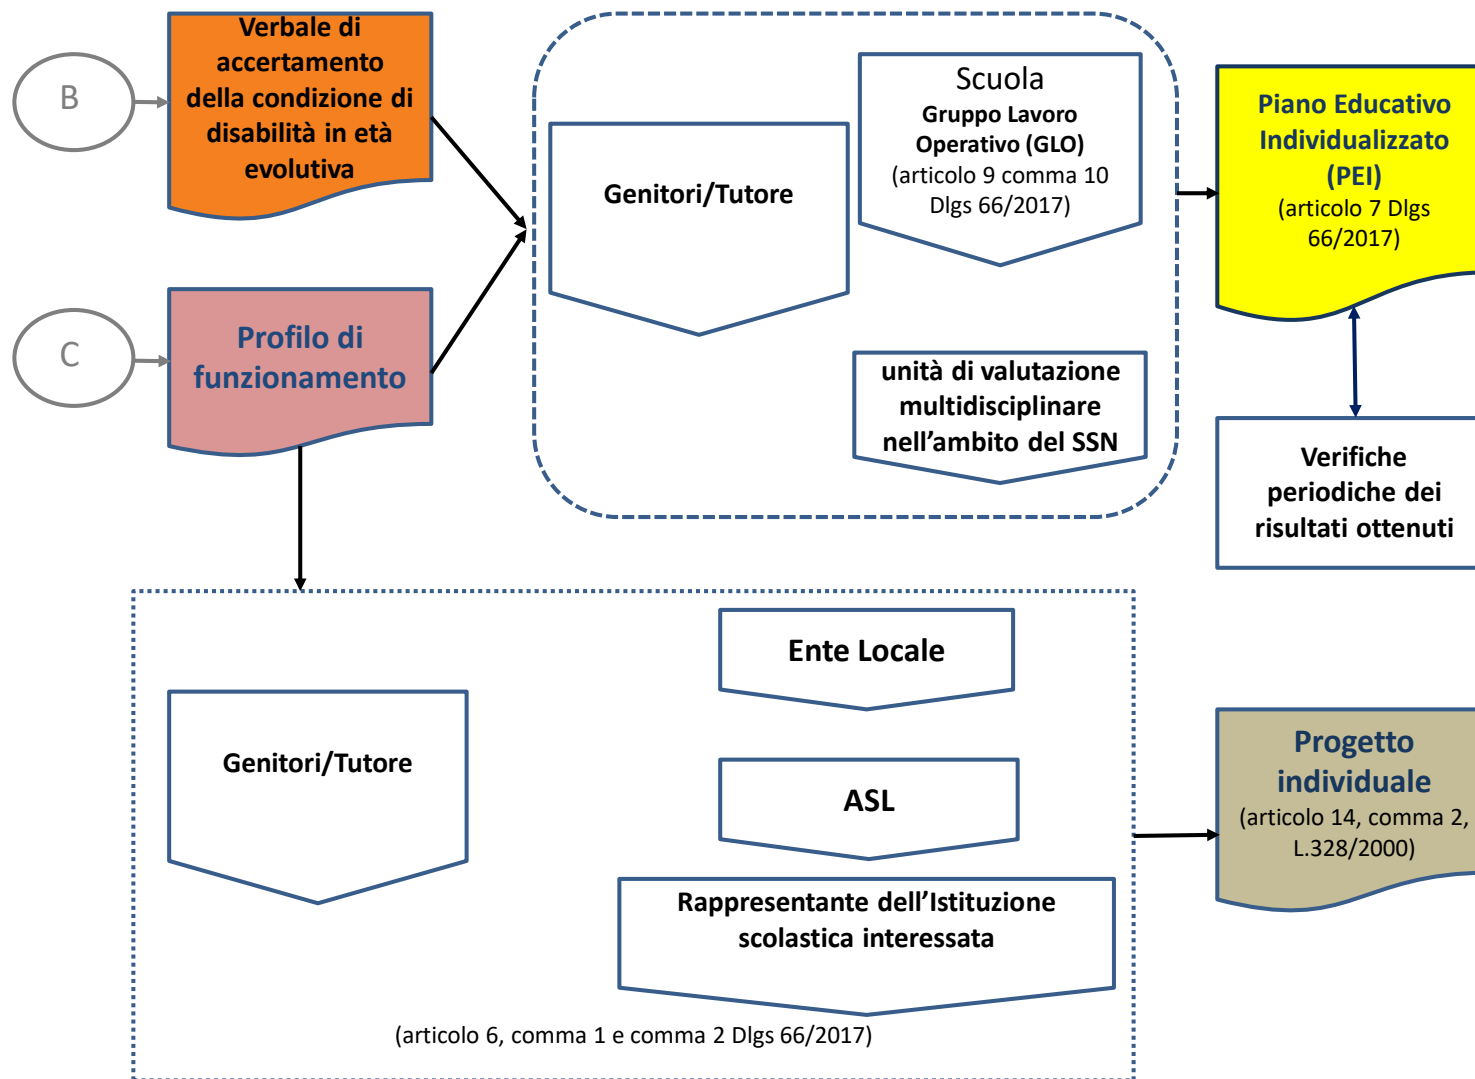 B
Verbale di
accertamento
della condizione di
disabilità in età
evolutiva
C
Profilo di
funzionamento
Genitori/Tutore
Scuola
Gruppo Lavoro
Operativo (GLO)
(articolo 9 comma 10
Dlgs 66/2017)
unità di valutazione
multidisciplinare
nell’ambito del SSN
Piano Educativo
Individualizzato
(PEI)
(articolo 7 Dlgs
66/2017)
Verifiche
periodiche dei
risultati ottenuti
Genitori/Tutore
Ente Locale
ASL
Rappresentante dell’Istituzione
scolastica interessata
(articolo 6, comma 1 e comma 2 Dlgs 66/2017)
Progetto
individuale
(articolo 14, comma 2,
L.328/2000)